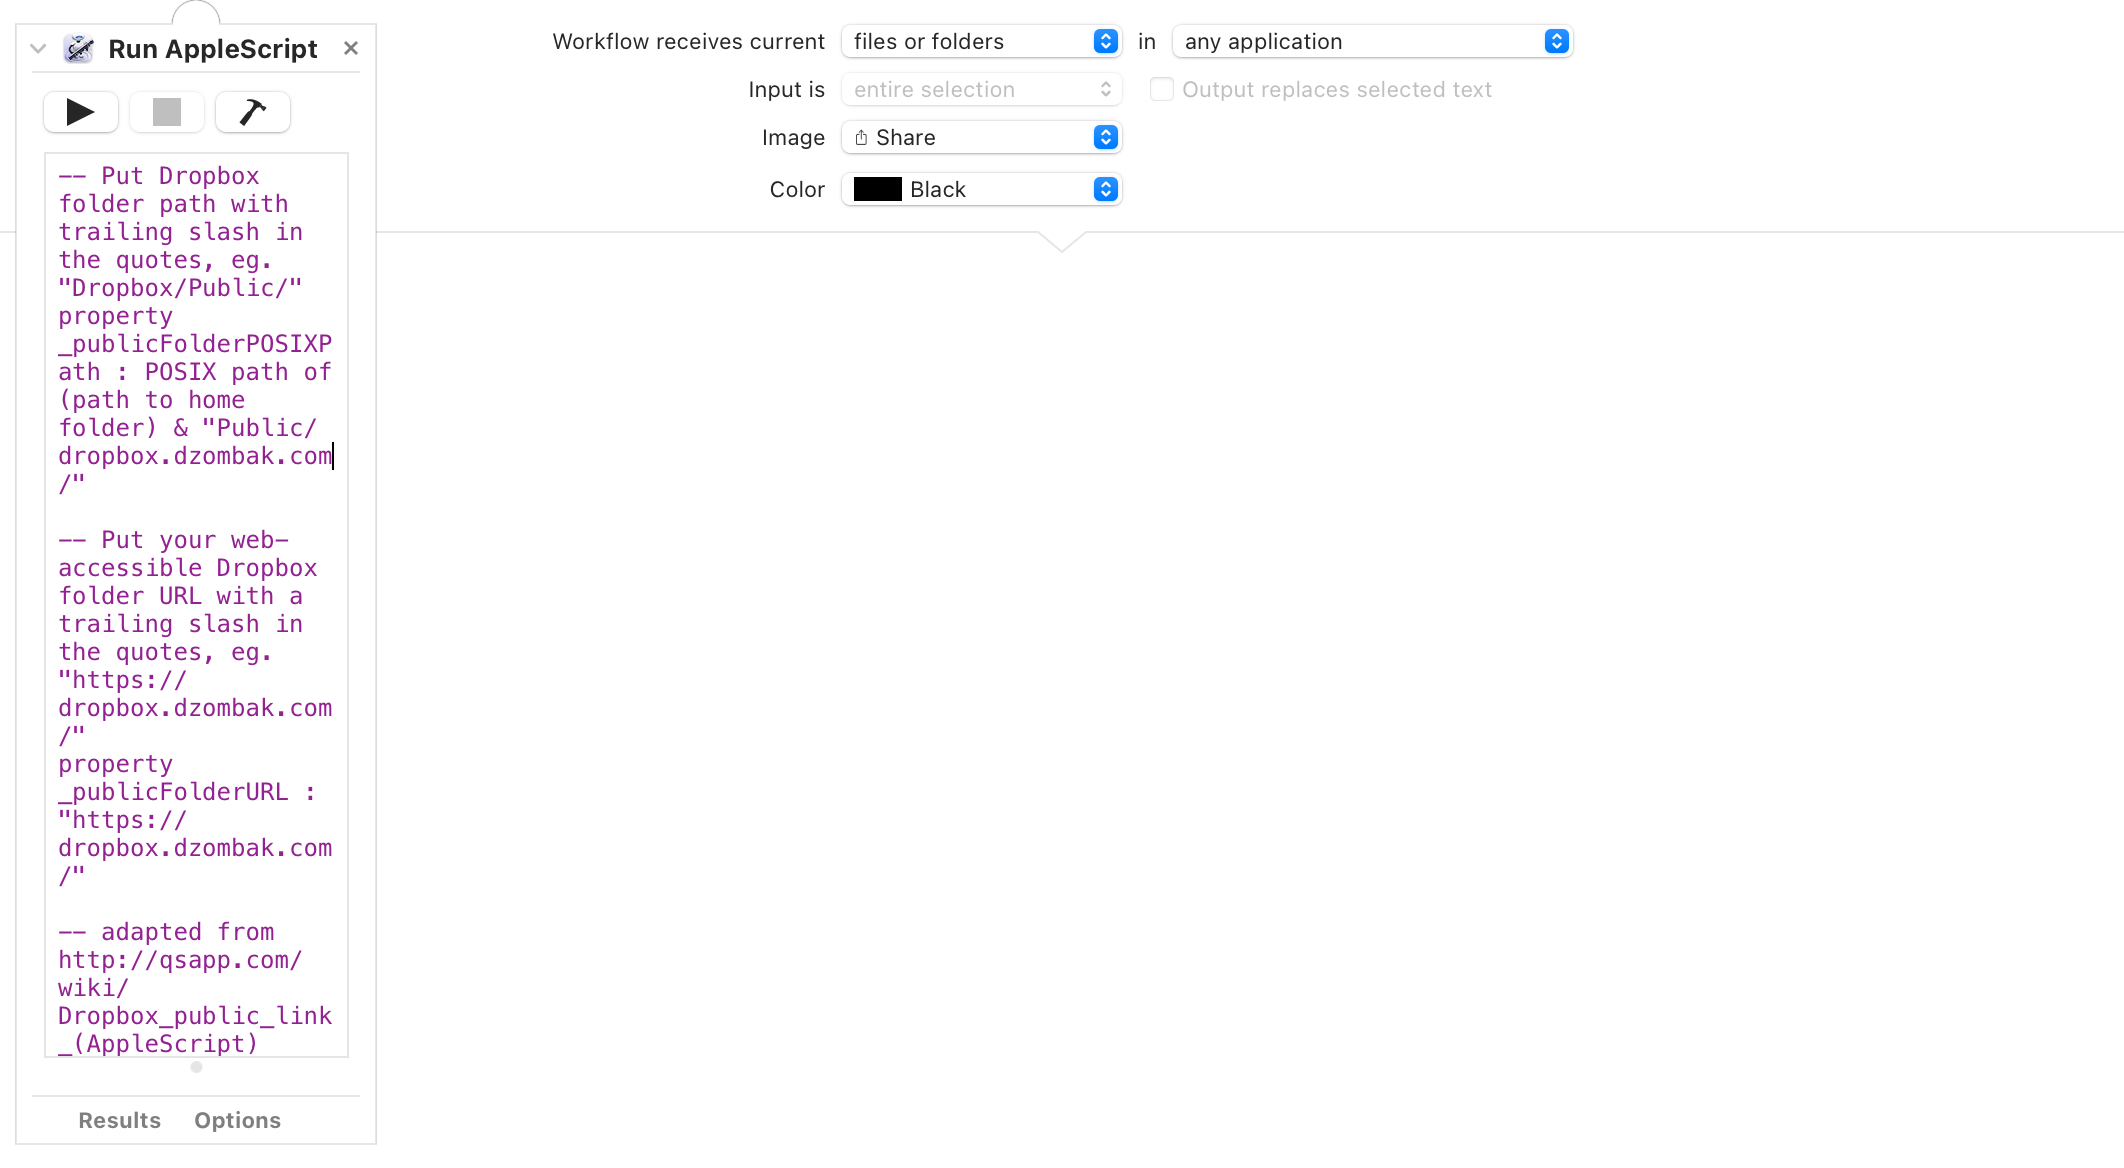 Run AppleScript
-- Put Dropbox
folder path with
trailing slash in
the quotes, eg.
"Dropbox/Public/"
property
_publicFolderPOSIXP
ath : POSIX path of
(path to home
folder) & "Public/
dropbox.dzombak.com
/"
-- Put your web-
accessible Dropbox
folder URL with a
trailing slash in
the quotes, eg.
"https://
dropbox.dzombak.com
/"
property
_publicFolderURL :
"https://
dropbox.dzombak.com
/"
-- adapted from
http://qsapp.com/
wiki/
Dropbox_public_link
_(AppleScript)
Results Options
Workflow receives current files or folders in any application
Input is entire selection Output replaces selected text
Image Share
Color Black